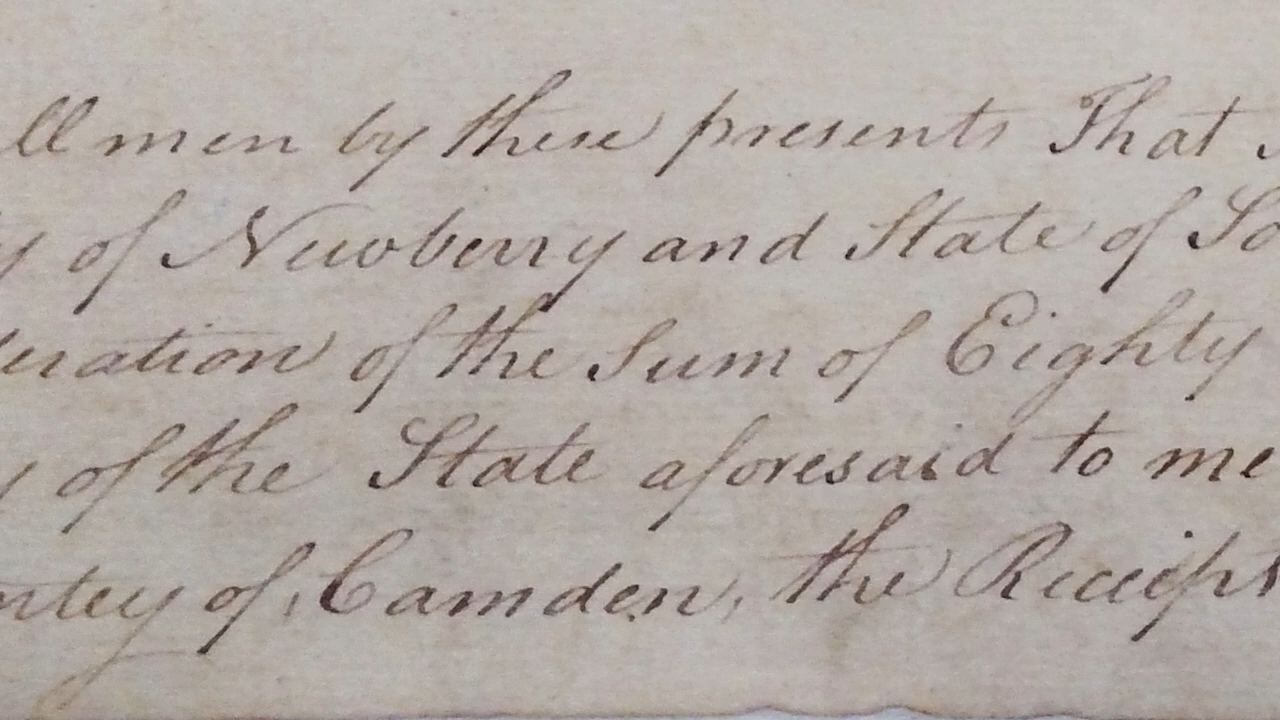 ll men by these presents That
y of Newberry and State of So
eration of the Sum of Eighty
y of the State aforesaid to me
ntey of Camden, the Receipt